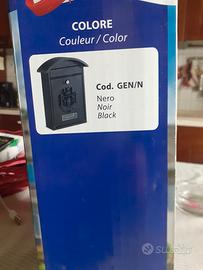 COLORE
Couleur / Color
Cod. GEN/N
Nero
Noir
Black
subito